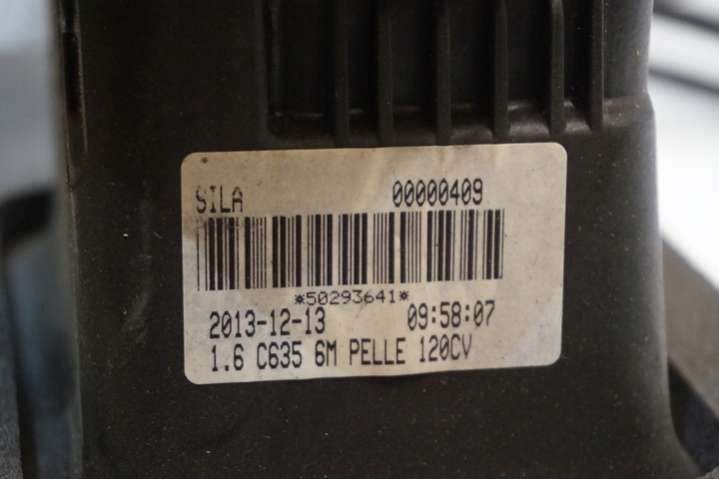 SILA 00000409
*50293641*
2013-12-13 09:58:07
1.6 C635 6M PELLE 120CV